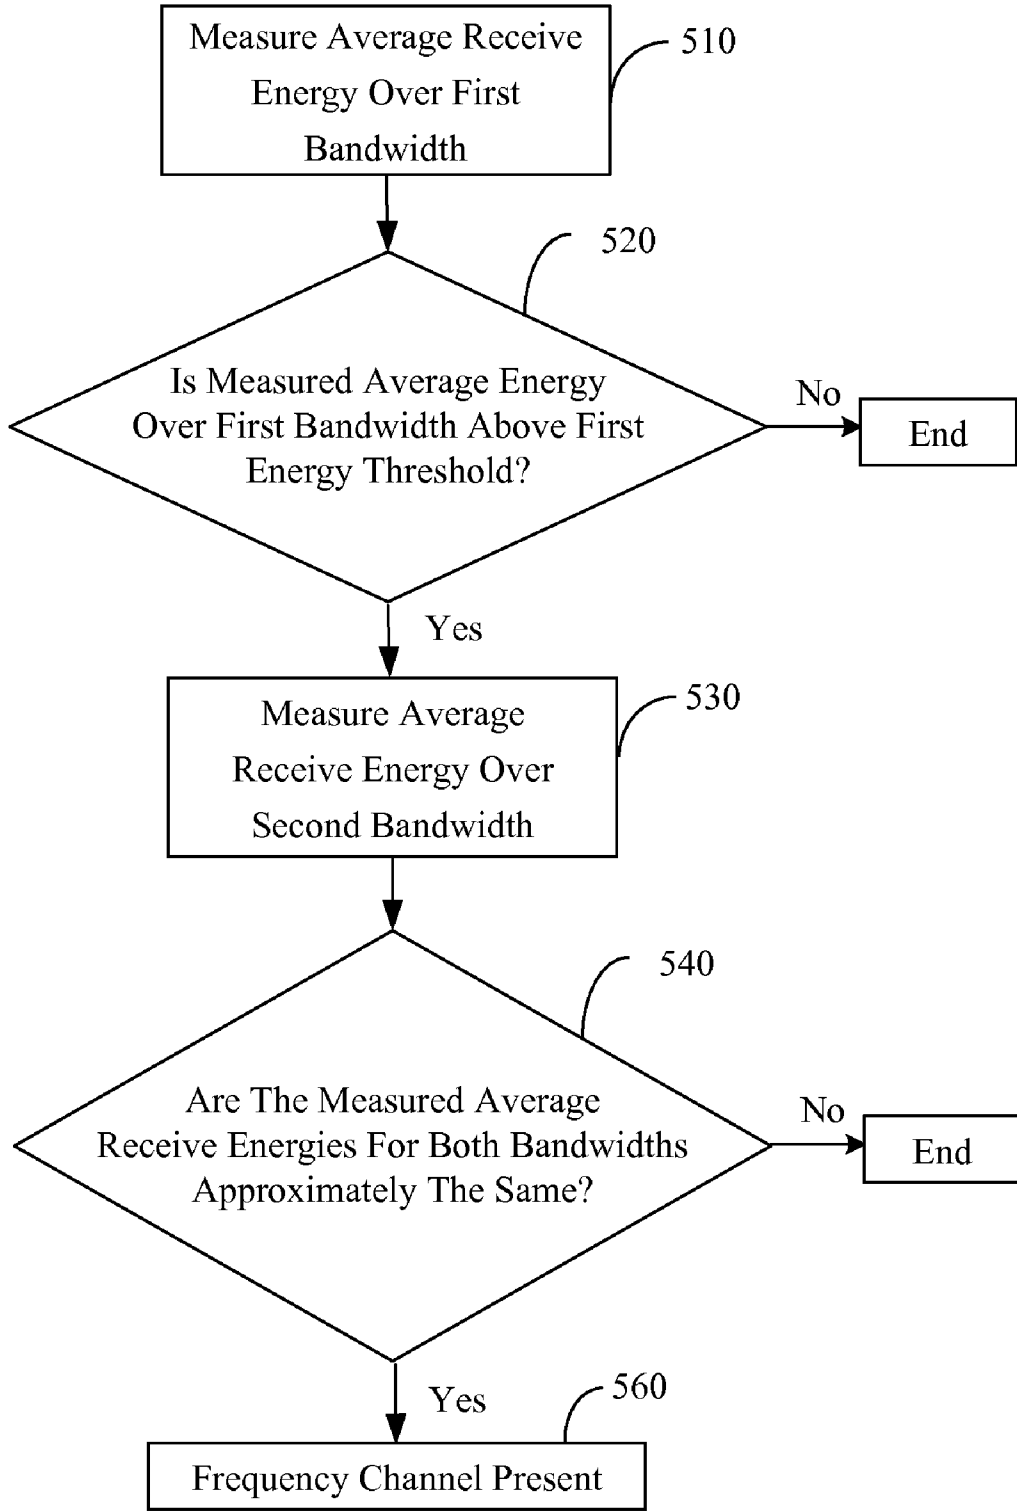 Measure Average Receive
Energy Over First
Bandwidth
510
520
Is Measured Average Energy
Over First Bandwidth Above First
Energy Threshold?
No
End
Yes
530
Measure Average
Receive Energy Over
Second Bandwidth
540
Are The Measured Average
Receive Energies For Both Bandwidths
Approximately The Same?
No
End
Yes
560
Frequency Channel Present